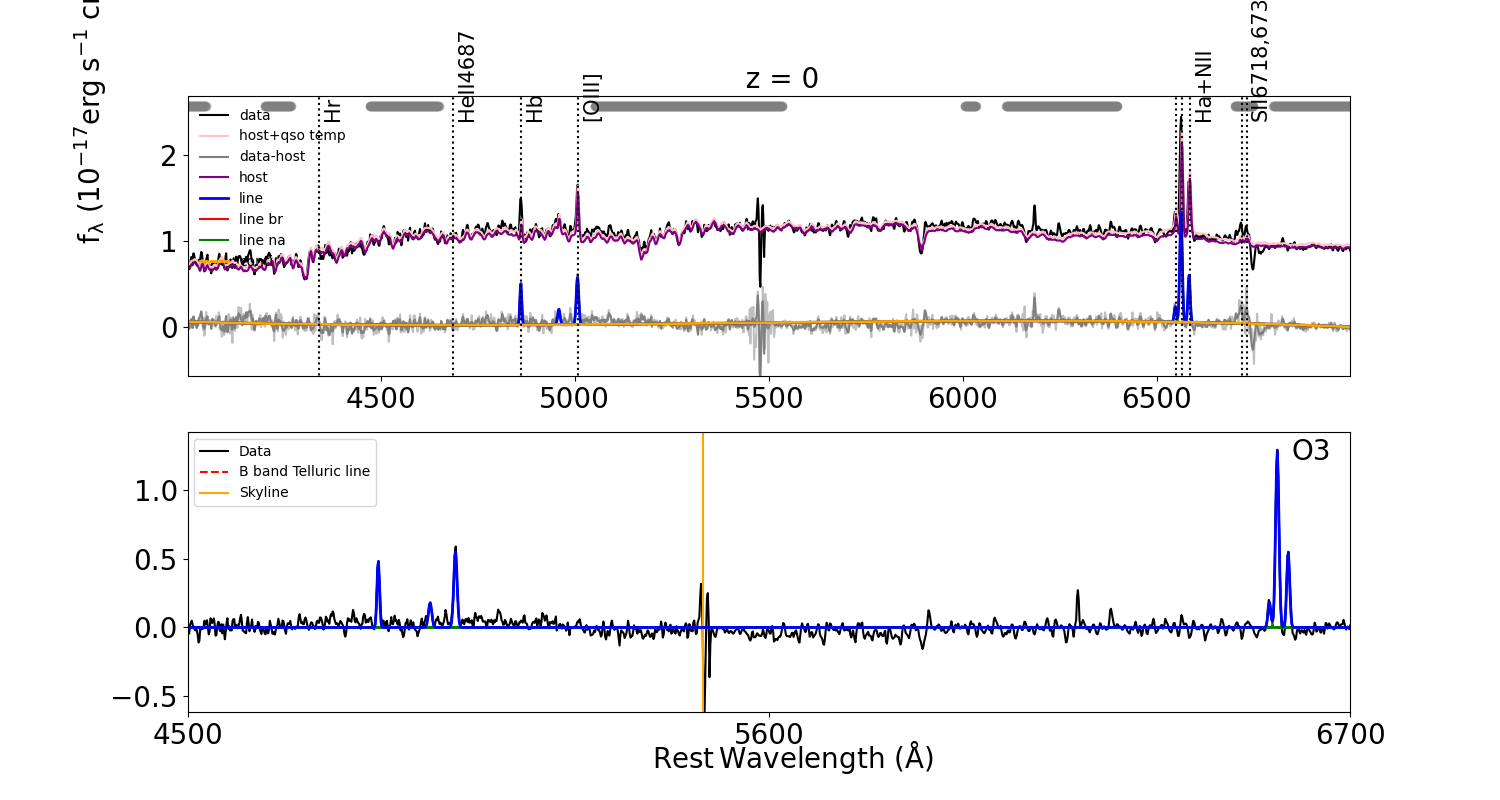 z = 0
f_λ (10^−17 erg s^−1 c
Hr
HeII4687
Hb
[OIII]
Ha+NII
SII6718,673
data
host+qso temp
data-host
host
line
line br
line na
2
1
0
4500 5000 5500 6000 6500
O3
Data
B band Telluric line
Skyline
1.0
0.5
0.0
−0.5
4500 5600 6700
Rest Wavelength (Å)